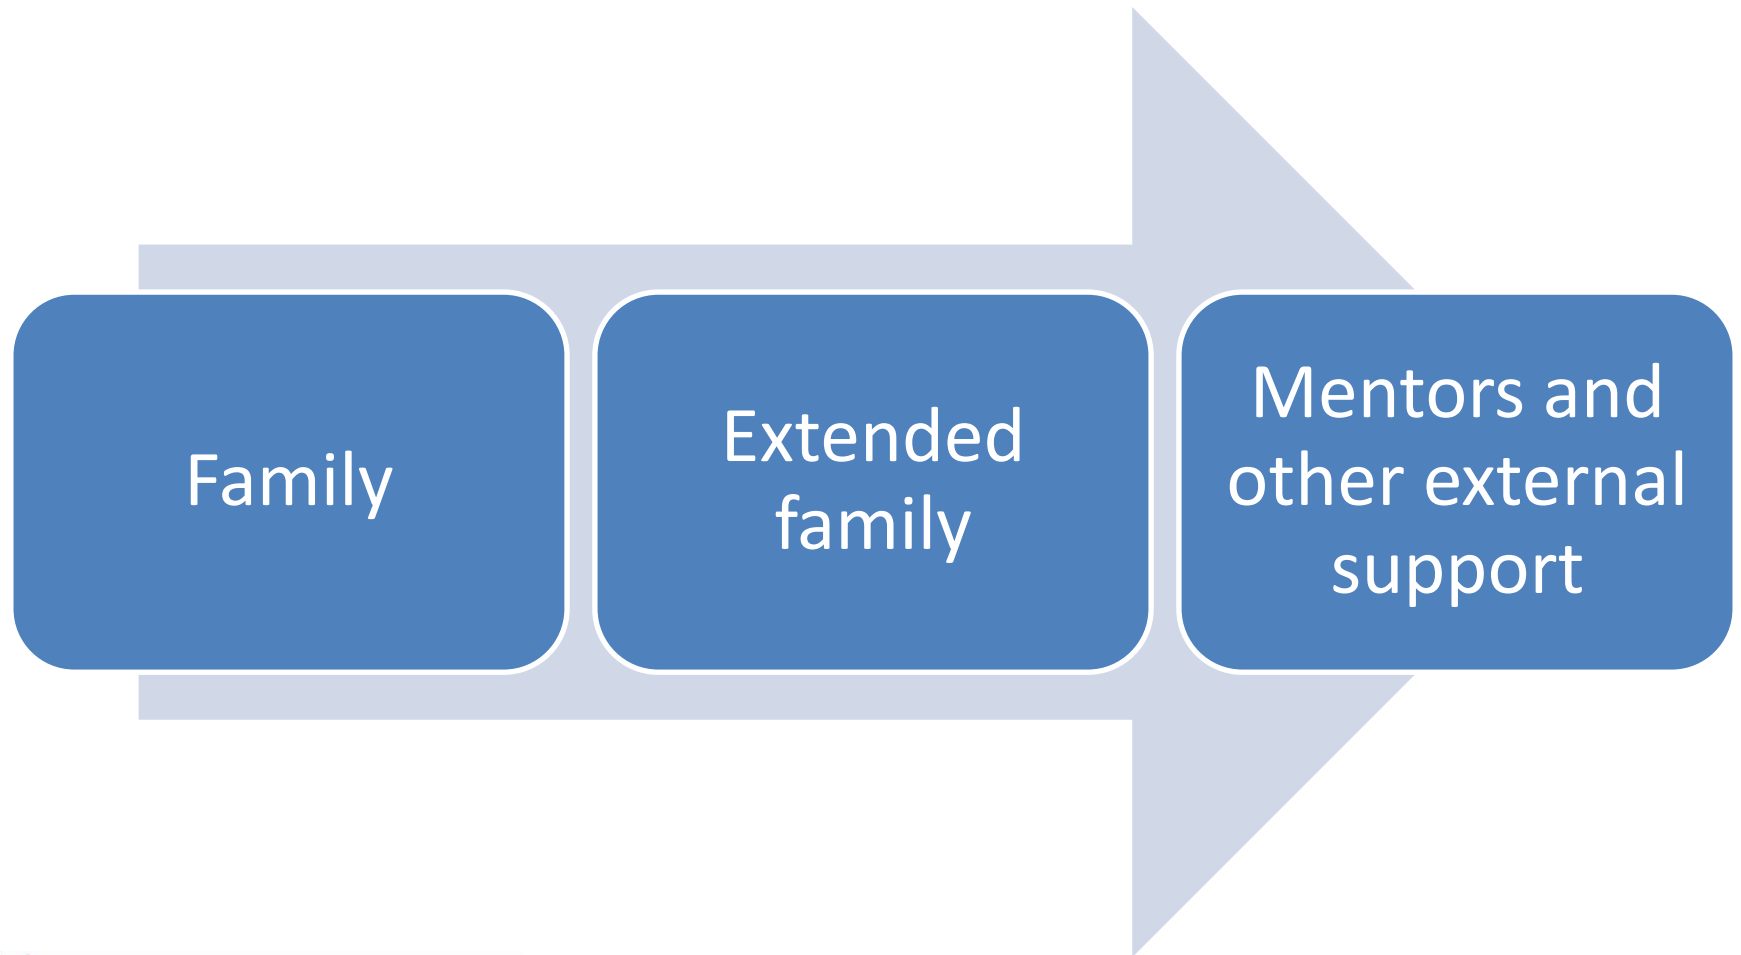 Family
Extended
family
Mentors and
other external
support